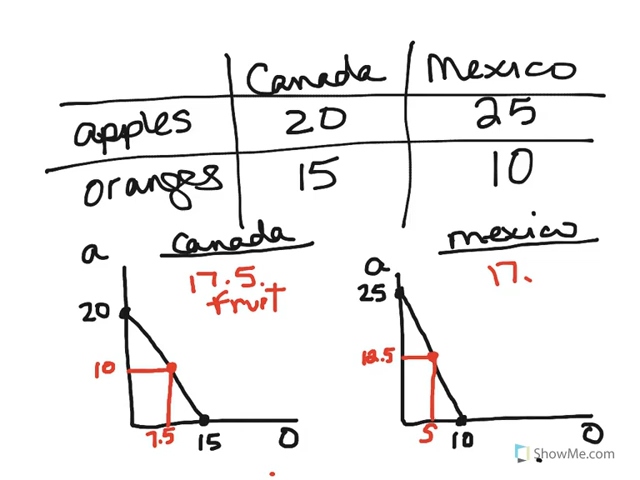 Canada Mexico
apples 20 25
oranges 15 10
a Canada
17.5.
fruit
20
10
7.5 15 O
a mexico
17.
25
12.5
5 10 O
ShowMe.com